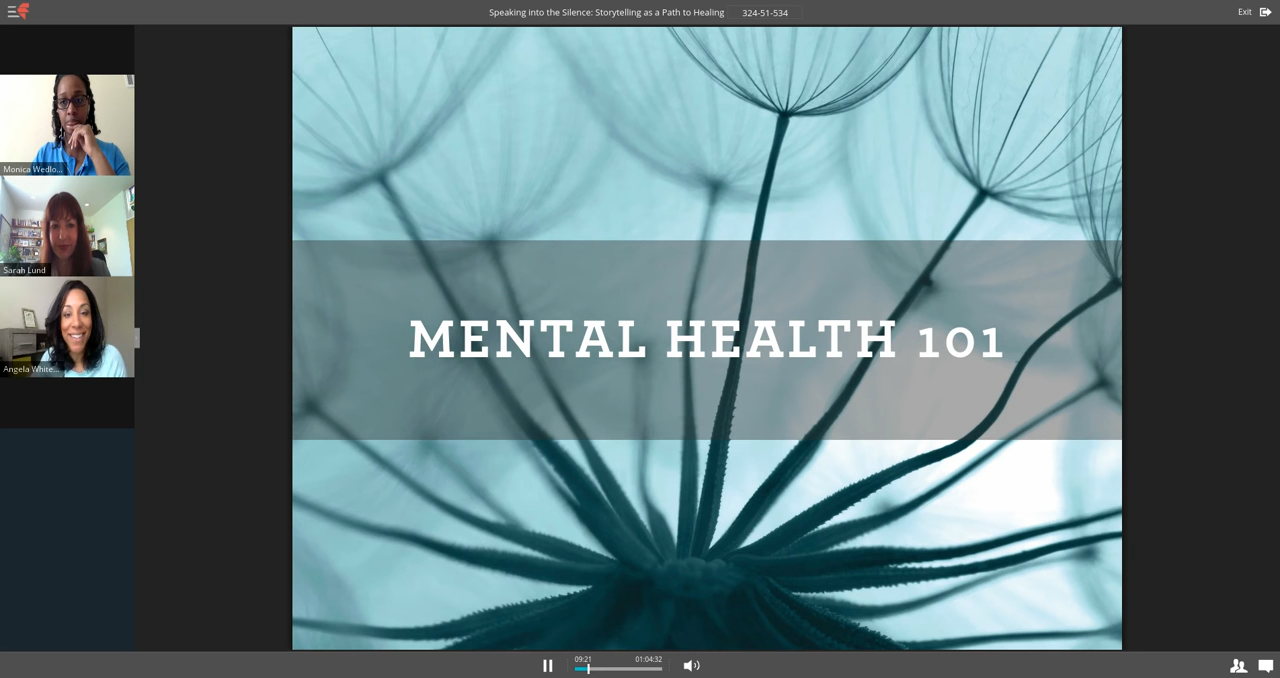 Speaking into the Silence: Storytelling as a Path to Healing
324-51-534
Exit
Monica Wedlo...
Sarah Lund
Angela White...
MENTAL HEALTH 101
09:21
01:04:32